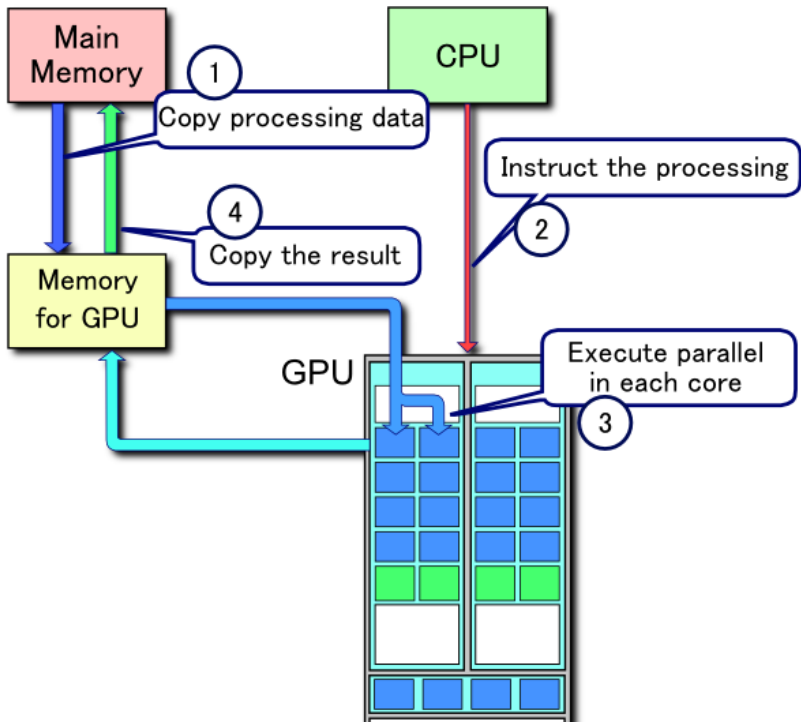 Main
Memory
CPU
1
Copy processing data
Instruct the processing
2
4
Copy the result
Memory
for GPU
GPU
Execute parallel
in each core
3